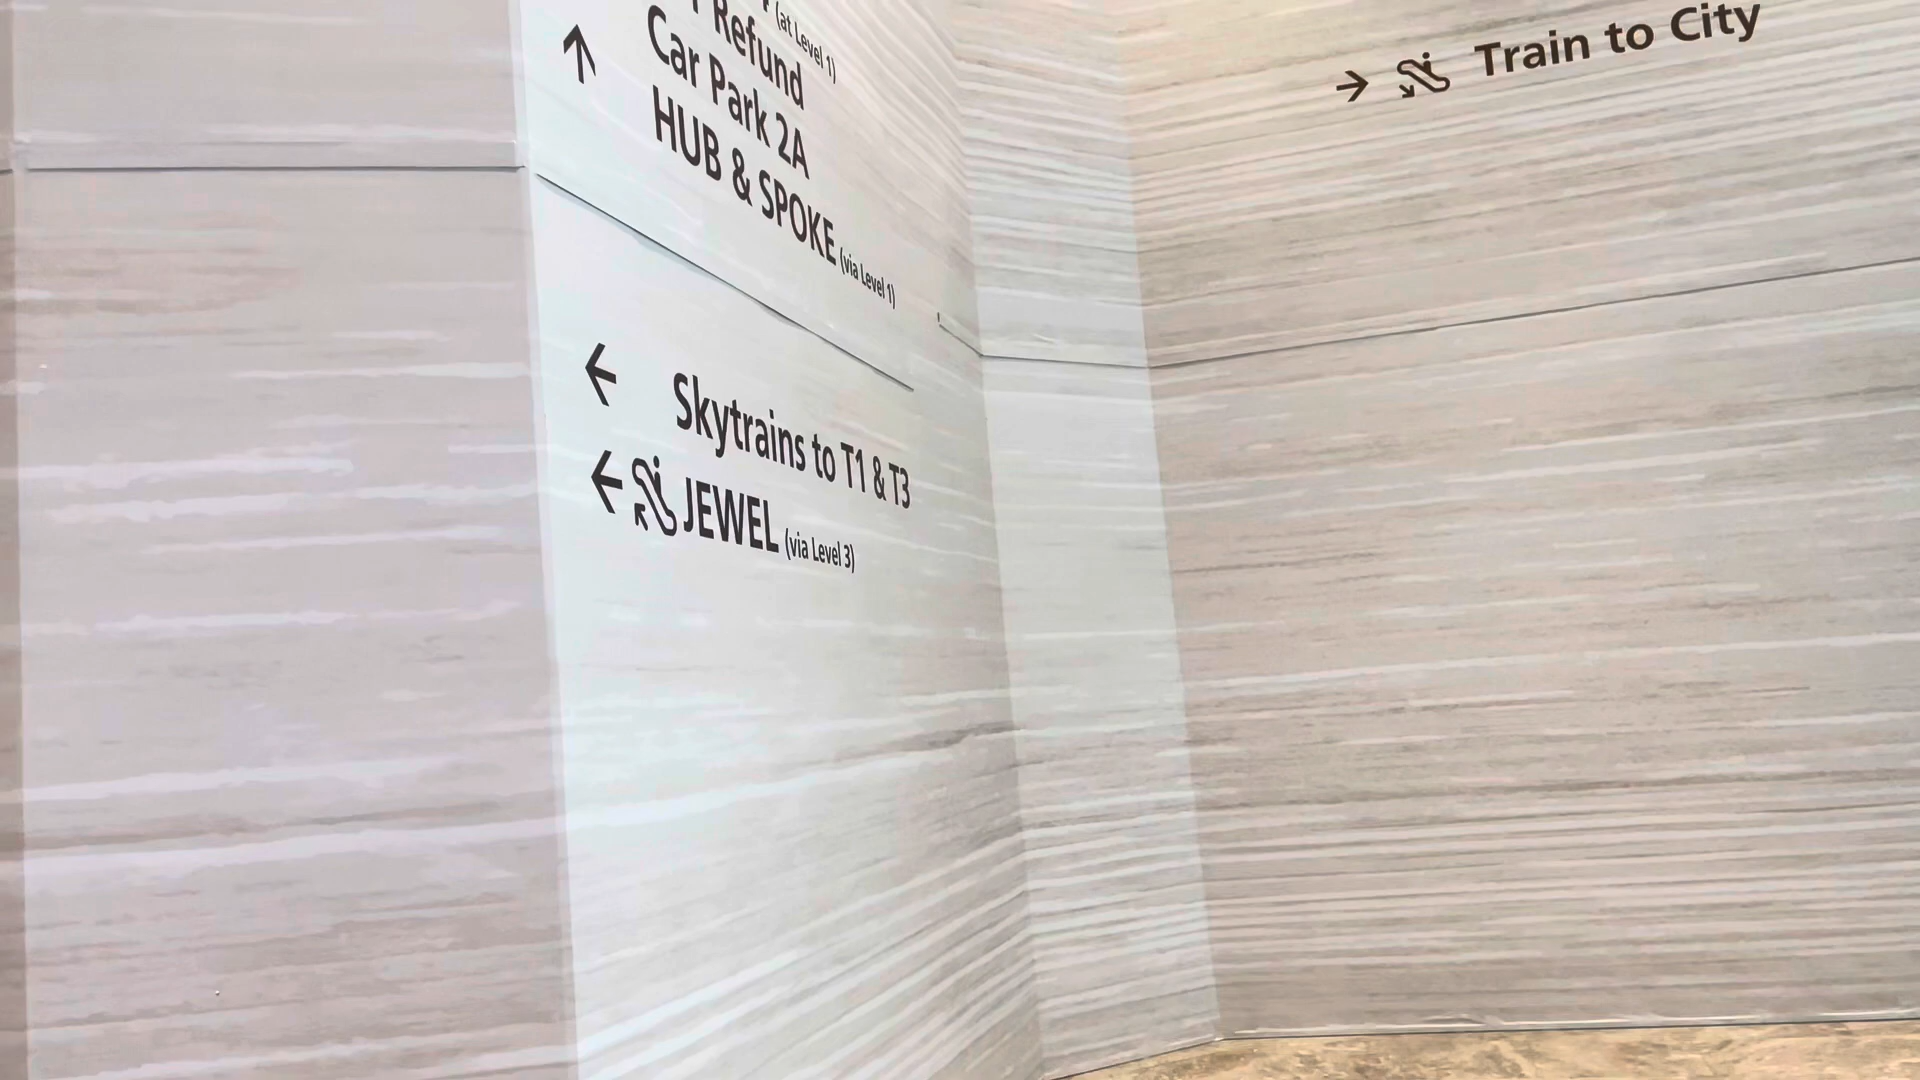 (at Level 1)
Refund
Car Park 2A
HUB & SPOKE (via Level 1)
Skytrains to T1 & T3
JEWEL (via Level 3)
Train to City